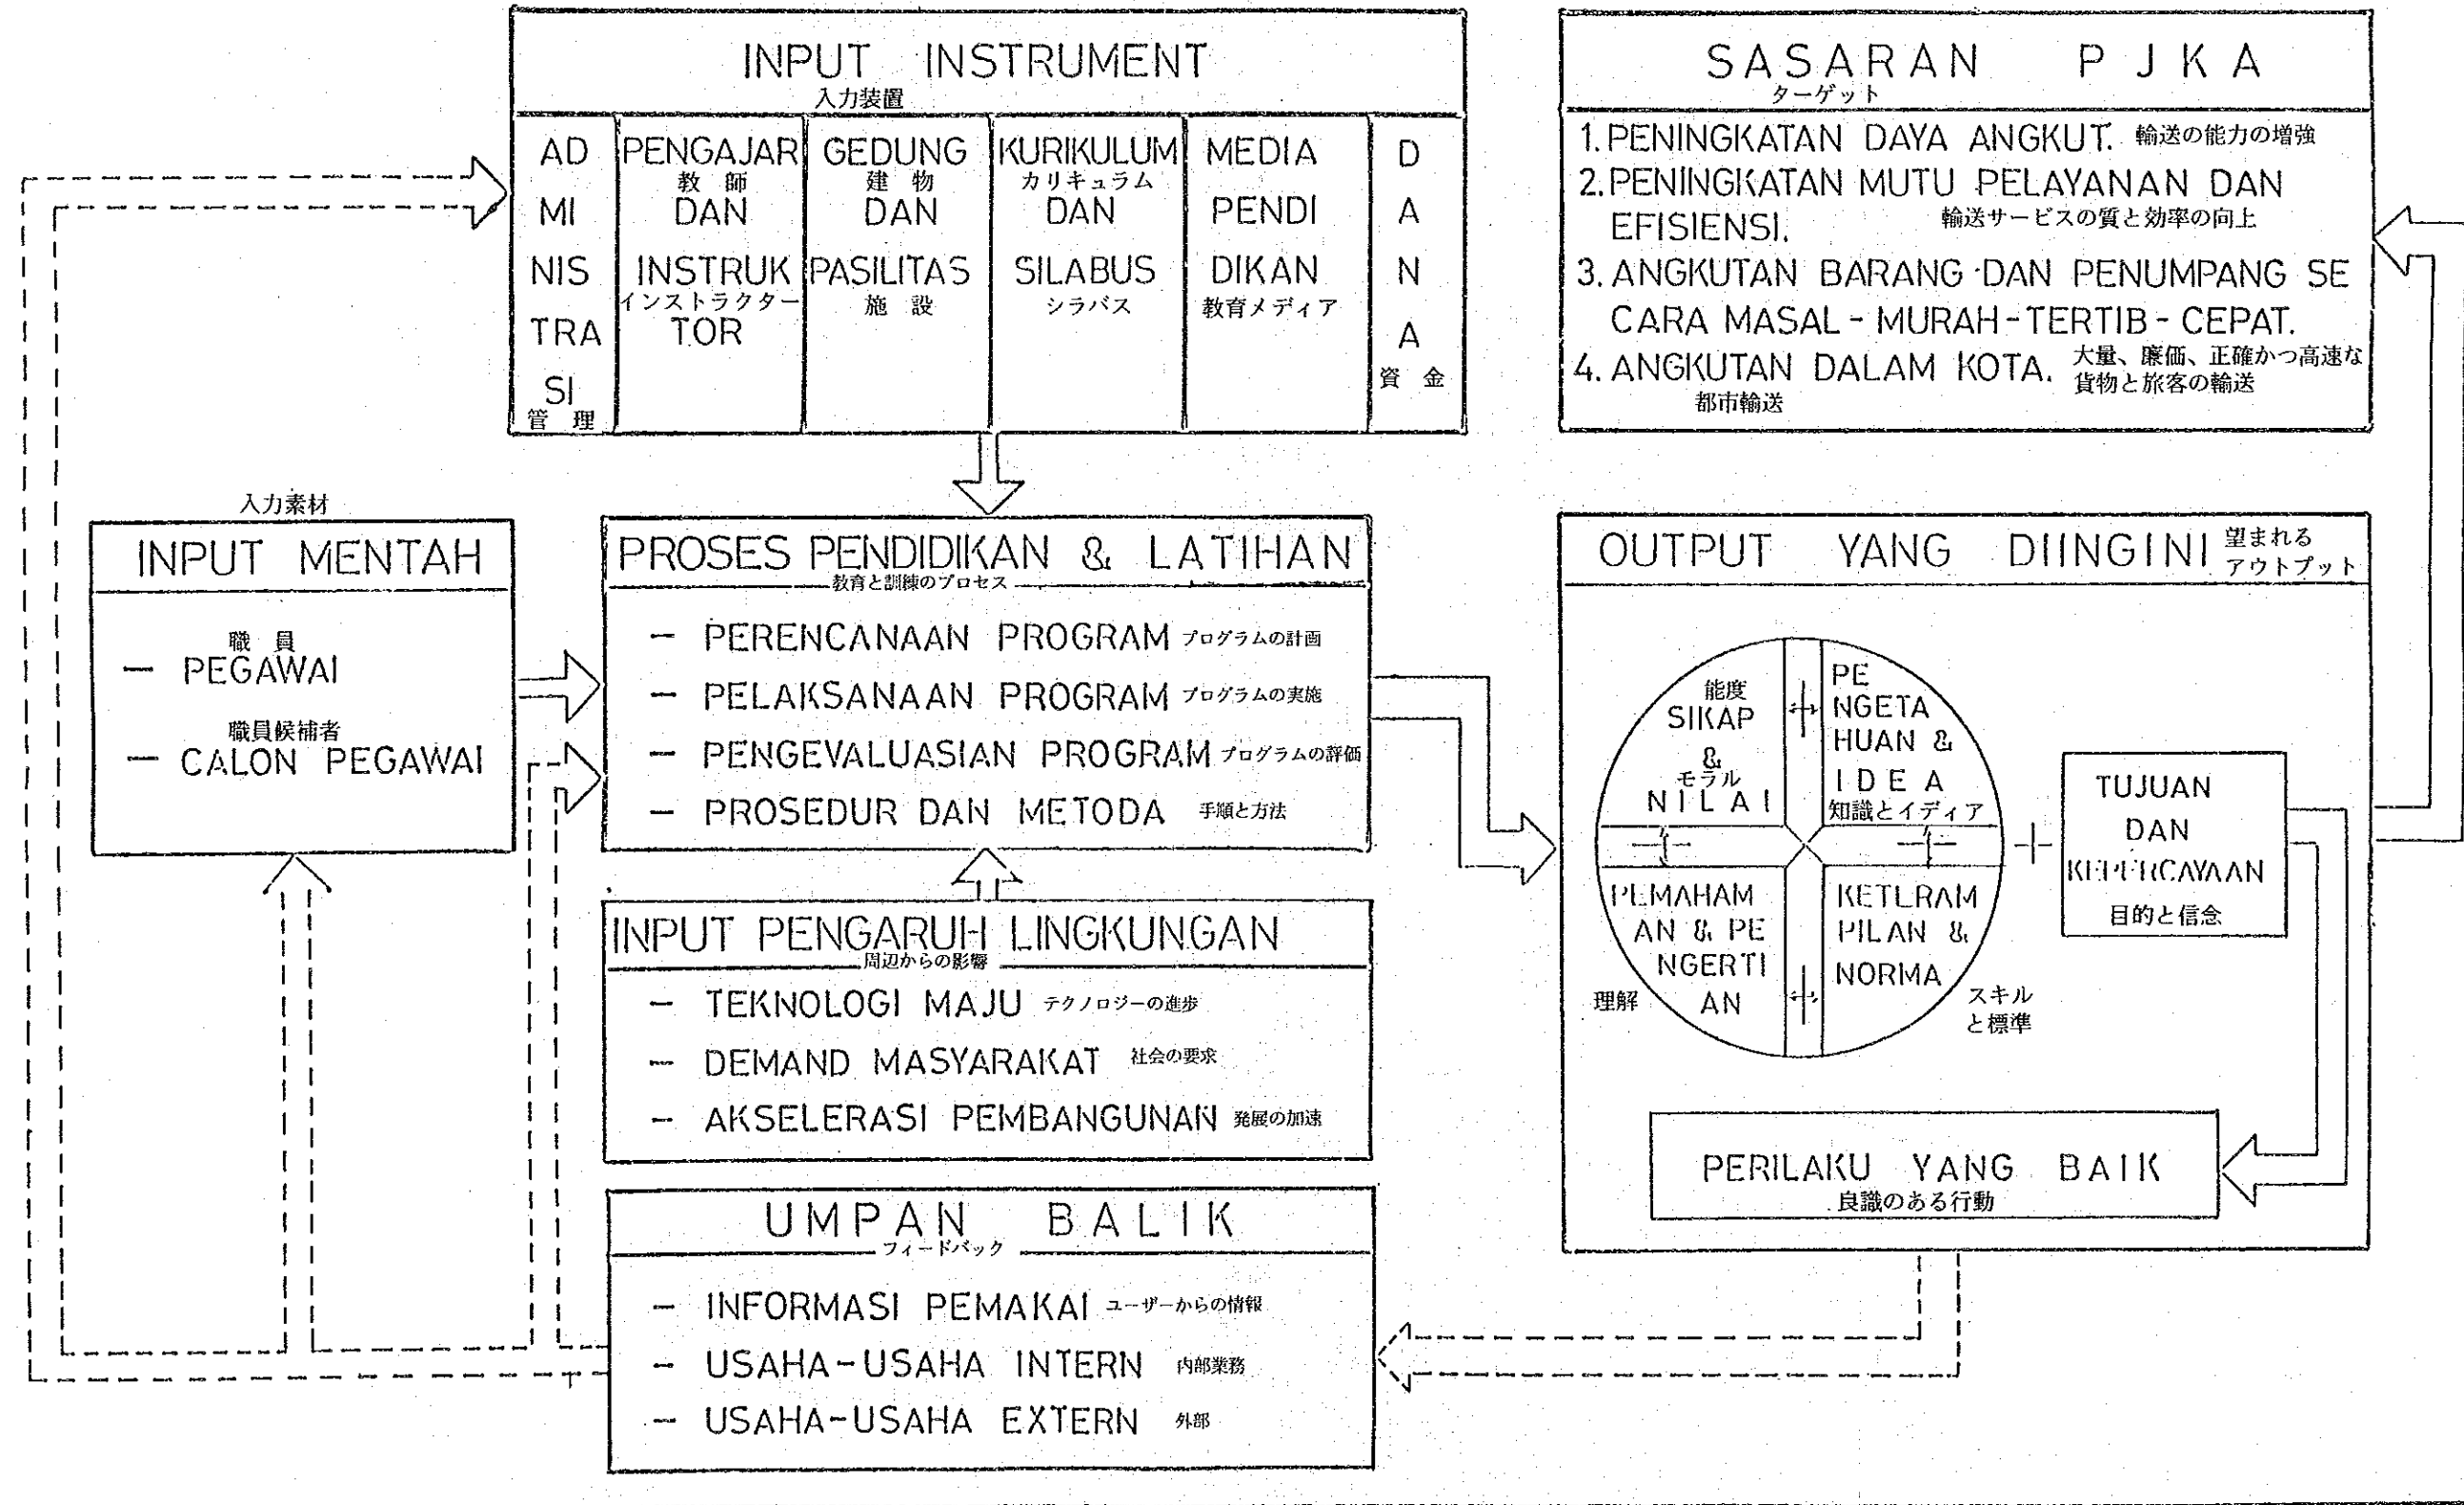 INPUT INSTRUMENT
入力装置
AD
MI
NIS
TRA
SI
管理
PENGAJAR
教師
DAN
INSTRUK
インストラクター
TOR
GEDUNG
建物
DAN
PASILITAS
施設
KURIKULUM
カリキュラム
DAN
SILABUS
シラバス
MEDIA
PENDI
DIKAN
教育メディア
D
A
N
A
資金
SASARAN PJKA
ターゲット
1. PENINGKATAN DAYA ANGKUT. 輸送の能力の増強
2. PENINGKATAN MUTU PELAYANAN DAN
EFISIENSI. 輸送サービスの質と効率の向上
3. ANGKUTAN BARANG DAN PENUMPANG SE
CARA MASAL - MURAH - TERTIB - CEPAT.
大量、廉価、正確かつ高速な
貨物と旅客の輸送
4. ANGKUTAN DALAM KOTA.
都市輸送
入力素材
INPUT MENTAH
職員
- PEGAWAI
職員候補者
- CALON PEGAWAI
PROSES PENDIDIKAN & LATIHAN
教育と訓練のプロセス
- PERENCANAAN PROGRAM プログラムの計画
- PELAKSANAAN PROGRAM プログラムの実施
- PENGEVALUASIAN PROGRAM プログラムの評価
- PROSEDUR DAN METODA 手順と方法
INPUT PENGARUH LINGKUNGAN
周辺からの影響
- TEKNOLOGI MAJU テクノロジーの進歩
- DEMAND MASYARAKAT 社会の要求
- AKSELERASI PEMBANGUNAN 発展の加速
UMPAN BALIK
フィードバック
- INFORMASI PEMAKAI ユーザーからの情報
- USAHA-USAHA INTERN 内部業務
- USAHA-USAHA EXTERN 外部
OUTPUT YANG DIINGINI 望まれる
アウトプット
能度
SIKAP
&
モラル
NILAI
PE
NGETA
HUAN &
IDEA
知識とイディア
PEMAHAM
AN & PE
NGERTI
AN
理解
KETERAM
PILAN &
NORMA
スキル
と標準
+
TUJUAN
DAN
KEPERCAYAAN
目的と信念
PERILAKU YANG BAIK
良識のある行動